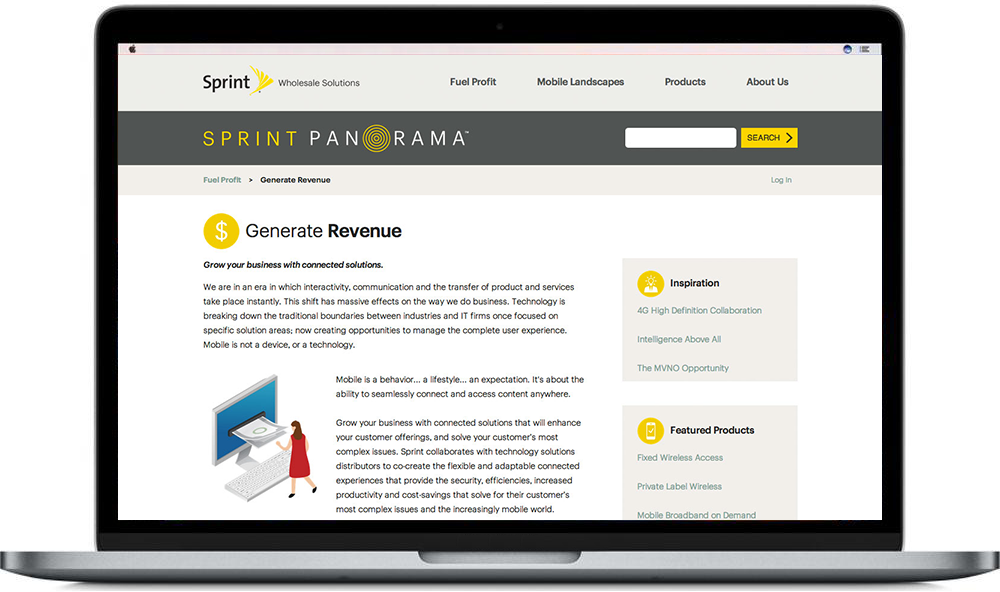 Sprint Wholesale Solutions Fuel Profit Mobile Landscapes Products About Us
SPRINT PANORAMA™ SEARCH
Fuel Profit > Generate Revenue Log In
$ Generate Revenue
Grow your business with connected solutions.
We are in an era in which interactivity, communication and the transfer of product and services
take place instantly. This shift has massive effects on the way we do business. Technology is
breaking down the traditional boundaries between industries and IT firms once focused on
specific solution areas; now creating opportunities to manage the complete user experience.
Mobile is not a device, or a technology.
Mobile is a behavior... a lifestyle... an expectation. It's about the
ability to seamlessly connect and access content anywhere.
Grow your business with connected solutions that will enhance
your customer offerings, and solve your customer's most
complex issues. Sprint collaborates with technology solutions
distributors to co-create the flexible and adaptable connected
experiences that provide the security, efficiencies, increased
productivity and cost-savings that solve for their customer's
most complex issues and the increasingly mobile world.
Inspiration
4G High Definition Collaboration
Intelligence Above All
The MVNO Opportunity
Featured Products
Fixed Wireless Access
Private Label Wireless
Mobile Broadband on Demand